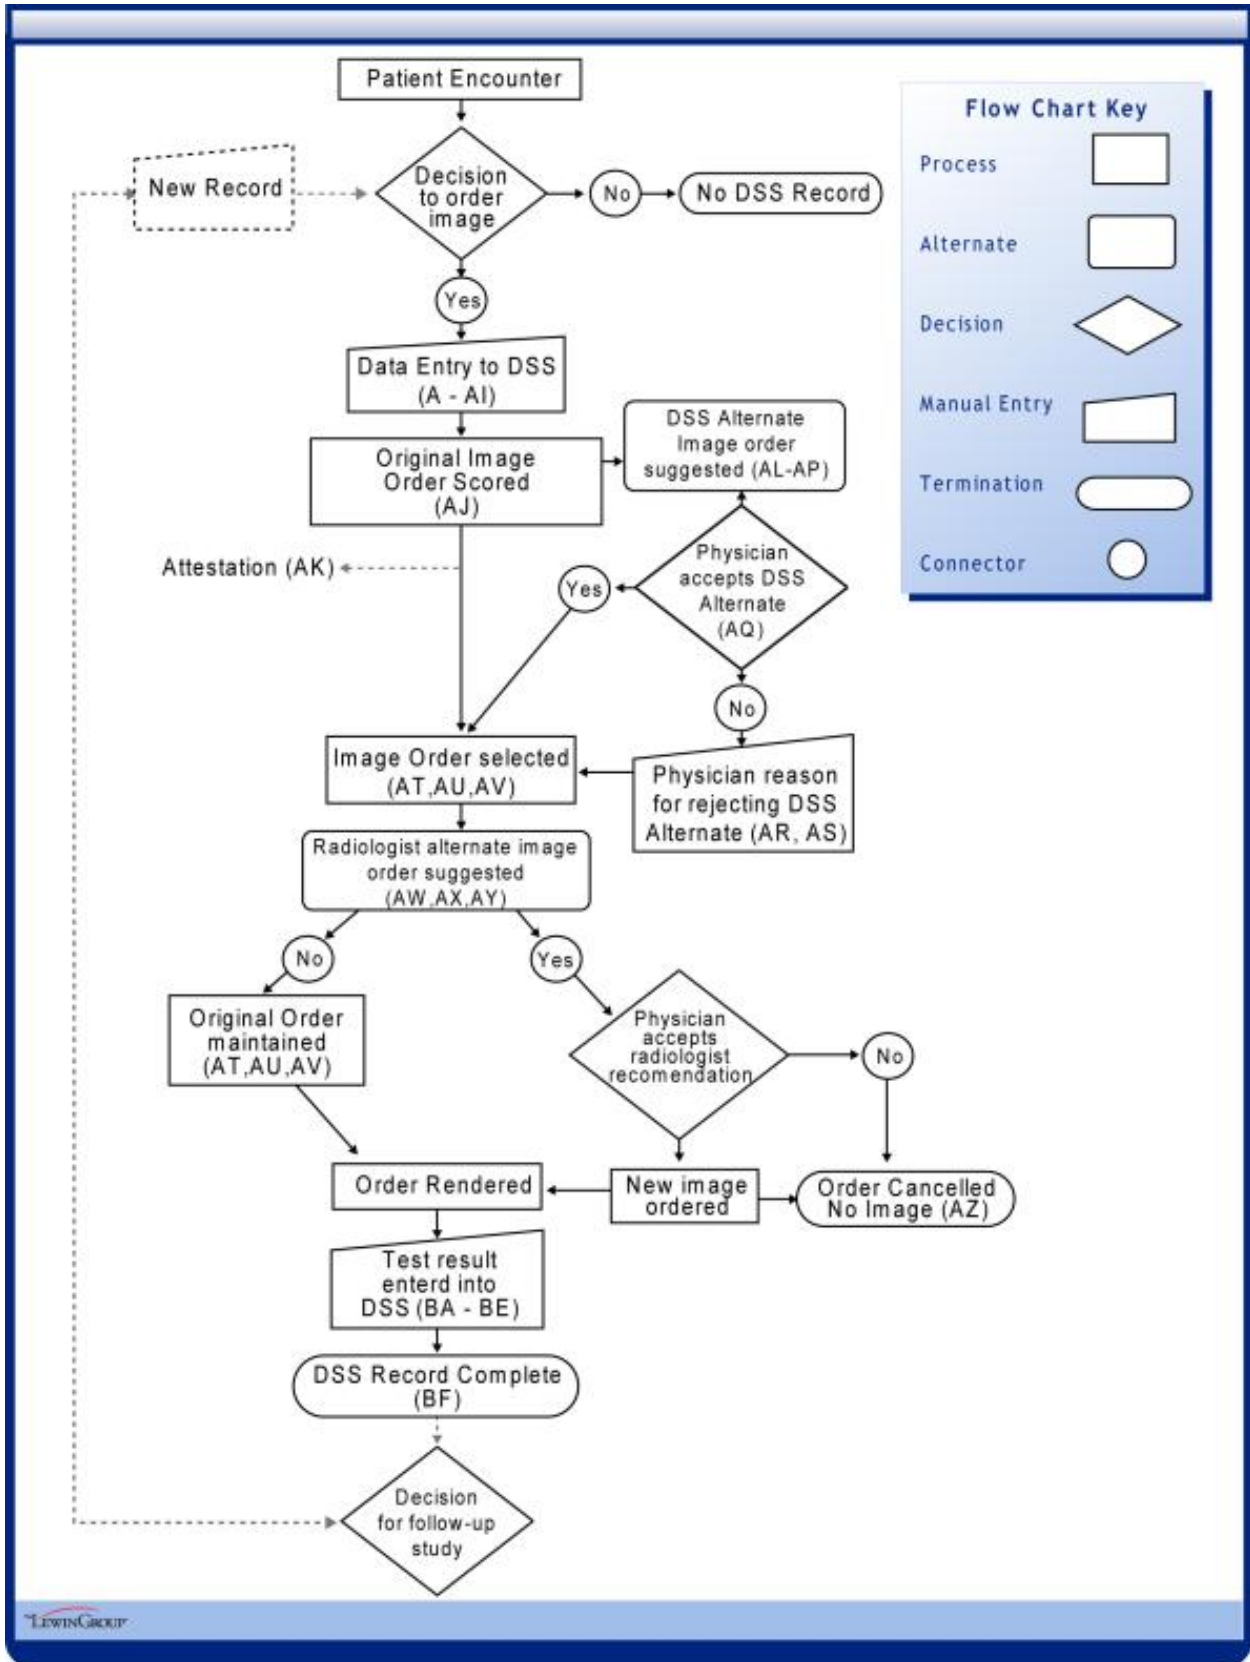 Patient Encounter
Flow Chart Key
Process
Alternate
Decision
Manual Entry
Termination
Connector
New Record
Decision
to order
image
No
No DSS Record
Yes
Data Entry to DSS
(A - AI)
Original Image
Order Scored
(AJ)
DSS Alternate
Image order
suggested (AL-AP)
Attestation (AK)
Physician
accepts DSS
Alternate
(AQ)
Yes
No
Physician reason
for rejecting DSS
Alternate (AR, AS)
Image Order selected
(AT,AU,AV)
Radiologist alternate image
order suggested
(AW,AX,AY)
No
Yes
Original Order
maintained
(AT,AU,AV)
Physician
accepts
radiologist
recomendation
No
Order Rendered
New image
ordered
Order Cancelled
No Image (AZ)
Test result
enterd into
DSS (BA - BE)
DSS Record Complete
(BF)
Decision
for follow-up
study
The LEWIN GROUP